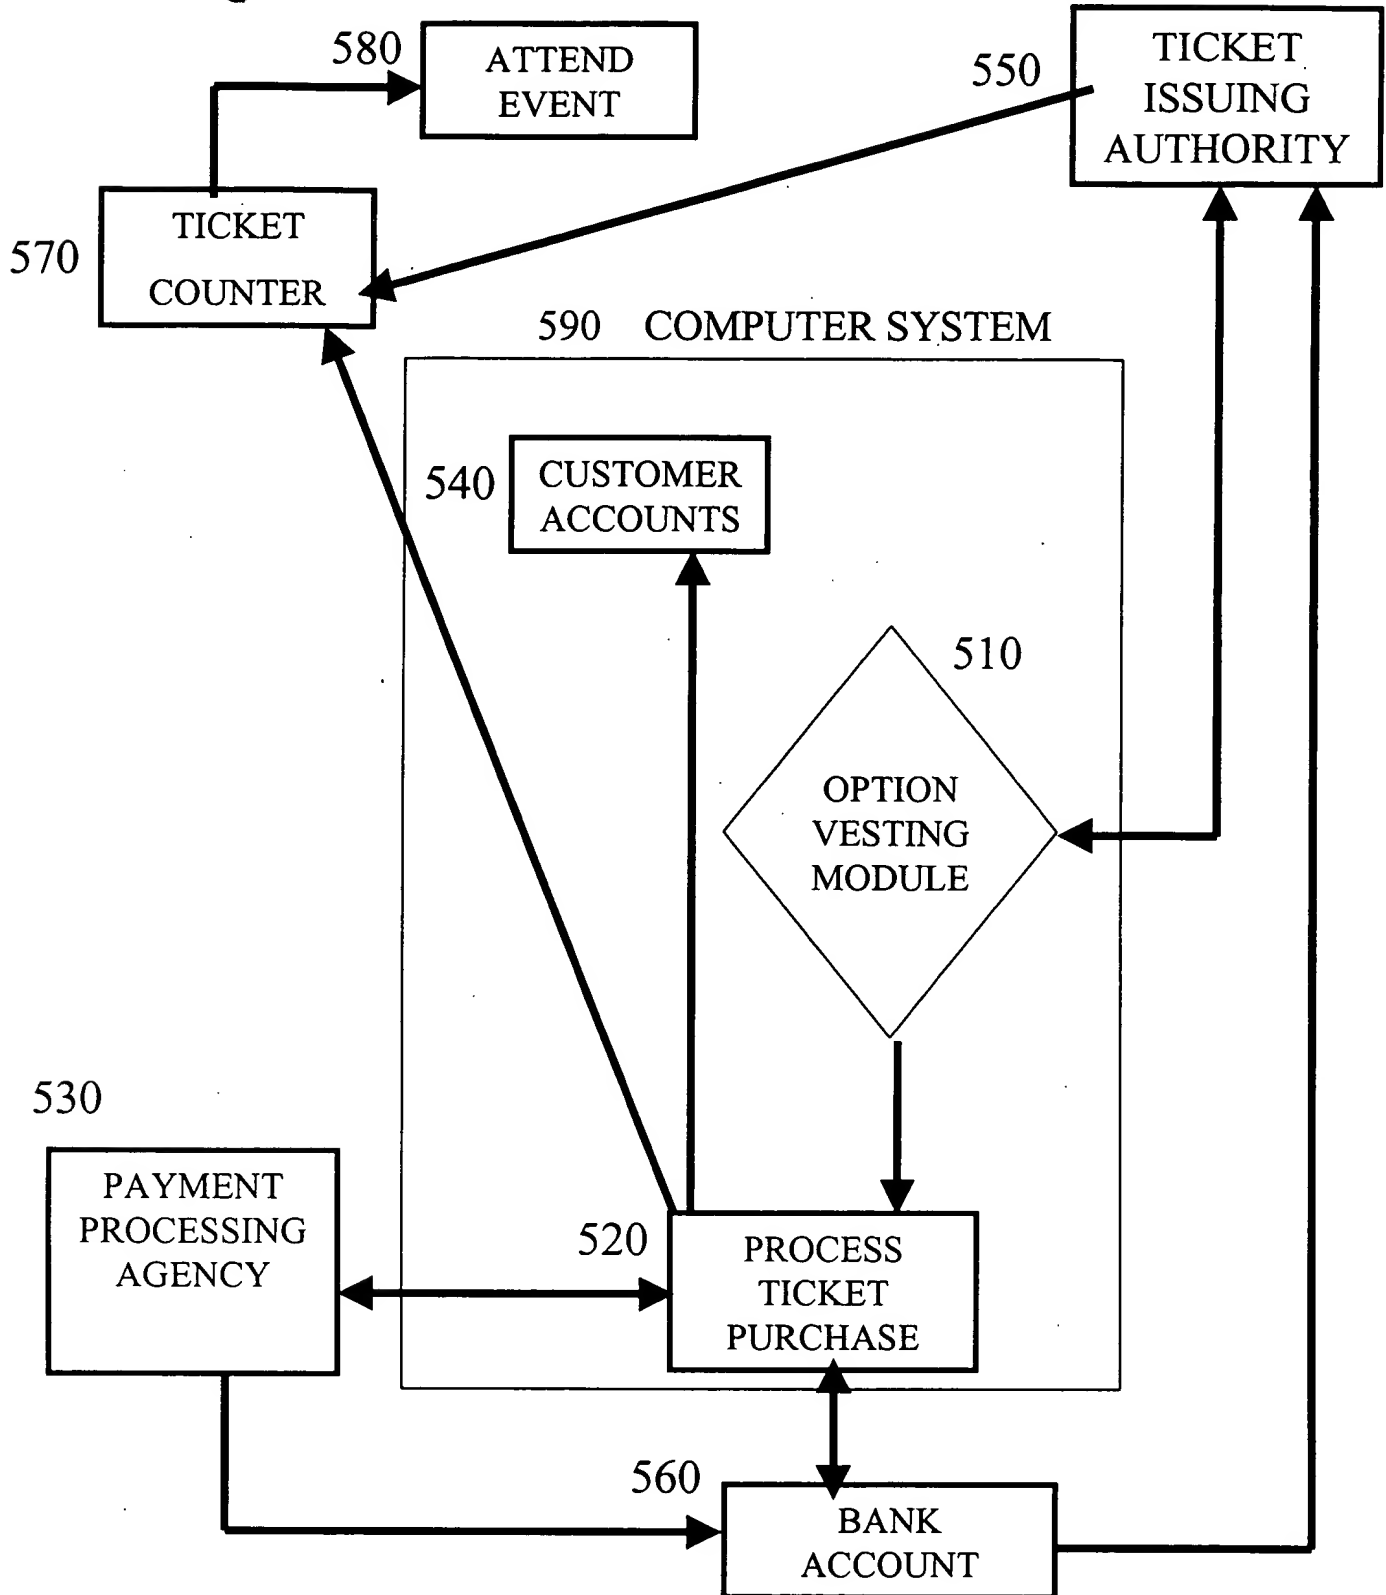 580
ATTEND
EVENT
550
TICKET
ISSUING
AUTHORITY
570
TICKET
COUNTER
590 COMPUTER SYSTEM
540
CUSTOMER
ACCOUNTS
510
OPTION
VESTING
MODULE
530
PAYMENT
PROCESSING
AGENCY
520
PROCESS
TICKET
PURCHASE
560
BANK
ACCOUNT